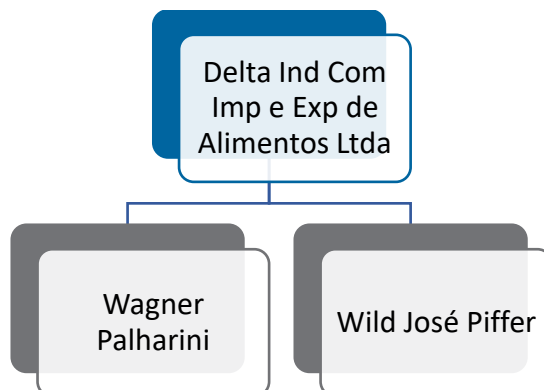 Delta Ind Com
Imp e Exp de
Alimentos Ltda
Wagner
Palharini
Wild José Piffer